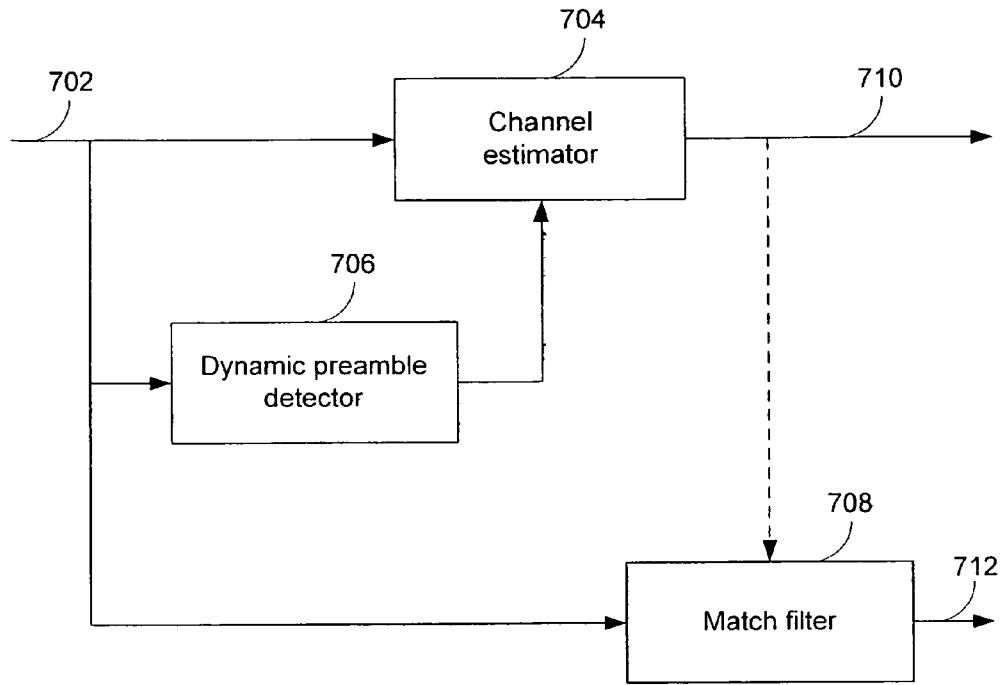 704
702
710
Channel
estimator
706
Dynamic preamble
detector
708
712
Match filter